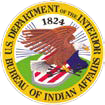 U.S. DEPARTMENT OF THE INTERIOR
1824
BUREAU OF INDIAN AFFAIRS